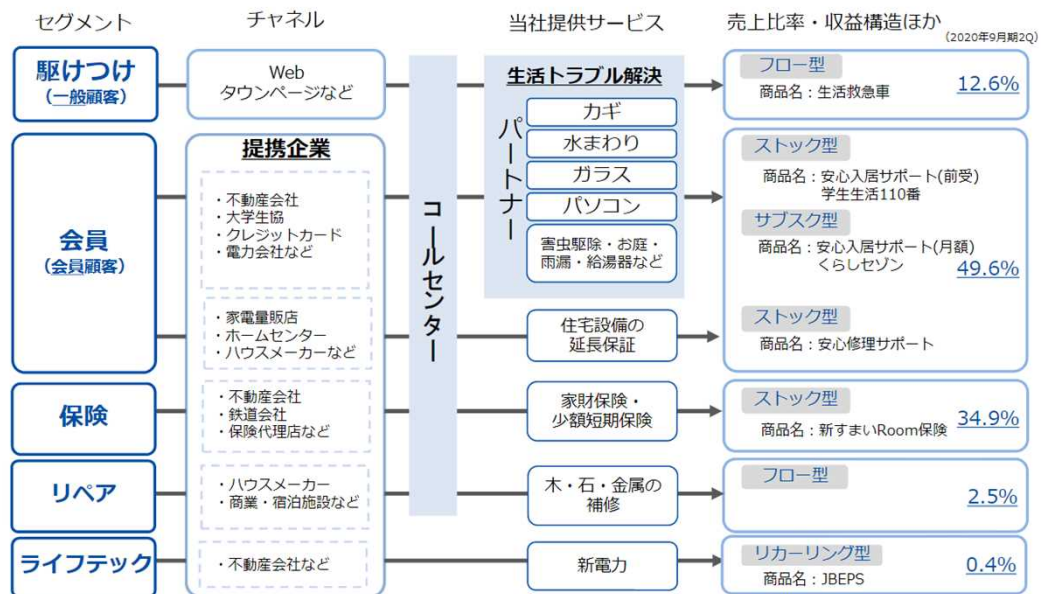 セグメント
チャネル
当社提供サービス
売上比率・収益構造ほか
(2020年9月期2Q)
駆けつけ
(一般顧客)
Web
タウンページなど
コールセンター
生活トラブル解決
パートナー
カギ
水まわり
ガラス
パソコン
害虫駆除・お庭・
雨漏・給湯器など
フロー型
商品名：生活救急車
12.6%
会員
(会員顧客)
提携企業
・不動産会社
・大学生協
・クレジットカード
・電力会社など
・家電量販店
・ホームセンター
・ハウスメーカーなど
住宅設備の
延長保証
ストック型
商品名：安心入居サポート(前受)
学生生活110番
サブスク型
商品名：安心入居サポート(月額)
くらしセゾン
49.6%
ストック型
商品名：安心修理サポート
保険
・不動産会社
・鉄道会社
・保険代理店など
家財保険・
少額短期保険
ストック型
商品名：新すまいRoom保険
34.9%
リペア
・ハウスメーカー
・商業・宿泊施設など
木・石・金属の
補修
フロー型
2.5%
ライフテック
・不動産会社など
新電力
リカーリング型
商品名：JBEPS
0.4%